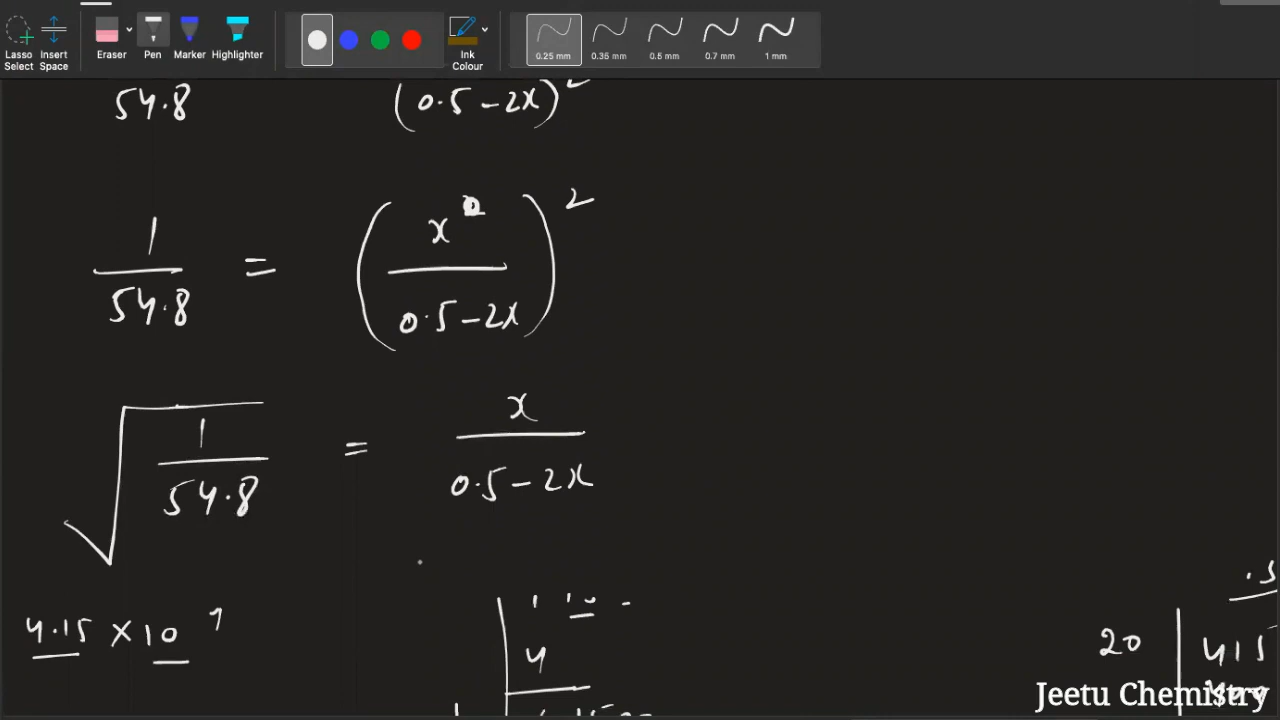 Lasso Select
Insert Space
Eraser
Pen
Marker
Highlighter
Ink Colour
0.25 mm
0.35 mm
0.5 mm
0.7 mm
1 mm
54.8 (0.5-2x)²
1/54.8 = (x/0.5-2x)²
√1/54.8 = x/0.5-2x
4.15 × 10
4
20 415
Jeetu Chemistry